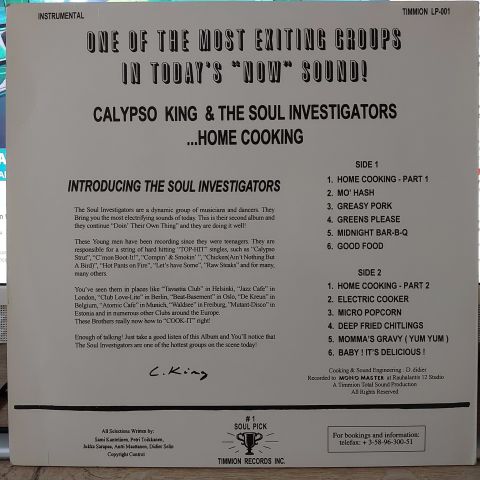 INSTRUMENTAL
TIMMION LP-001
ONE OF THE MOST EXITING GROUPS
IN TODAY'S "NOW" SOUND!
CALYPSO KING & THE SOUL INVESTIGATORS
...HOME COOKING
INTRODUCING THE SOUL INVESTIGATORS
The Soul Investigators are a dynamic group of musicians and dancers. They
Bring you the most electrifying sounds of today. This is their second album and
they continue "Doin' Their Own Thing" and they are doing it well!
These Young men have been recording since they were teenagers. They are
responsible for a string of hard hitting "TOP-HIT" singles, such as, "Calypso
Strut", "C'mon Boot-It!", "Compin' & Smokin' ", "Chicken(Ain't Nothing But
A Bird)", "Hot Pants on Fire", "Let's have Some", "Raw Steaks" and for many,
many others.
You've seen them in places like "Tavastia Club" in Helsinki, "Jazz Cafe" in
London, "Club Love-Lite" in Berlin, "Beat-Basement" in Oslo, "De Kreun" in
Belgium, "Atomic Cafe" in Munich, "Waldsee" in Freiburg, "Mutant-Disco" in
Estonia and in numerous other Clubs around the Europe.
These Brothers really now how to "COOK-IT" right!
Enough of talking! Just take a good listen of this Album and You'll notice that
The Soul Investigators are one of the hottest groups on the scene today!
C. King
SIDE 1
1. HOME COOKING - PART 1
2. MO' HASH
3. GREASY PORK
4. GREENS PLEASE
5. MIDNIGHT BAR-B-Q
6. GOOD FOOD
SIDE 2
1. HOME COOKING - PART 2
2. ELECTRIC COOKER
3. MICRO POPCORN
4. DEEP FRIED CHITLINGS
5. MOMMA'S GRAVY ( YUM YUM )
6. BABY ! IT'S DELICIOUS !
Cooking & Sound Engineering : D. didier
Recorded to MONO MASTER at Rauhalantis 12 Studio
A Timmion Total Sound Production
All Rights Reserved
All Selections Written by:
Sami Kantelinen, Petri Toikkanen,
Jukka Sarapaa, Antti Maattanen, Didier Selin
Copyright Control
#1
SOUL PICK
TIMMION RECORDS INC.
For bookings and information:
telefax: + 3-58-96-300-51